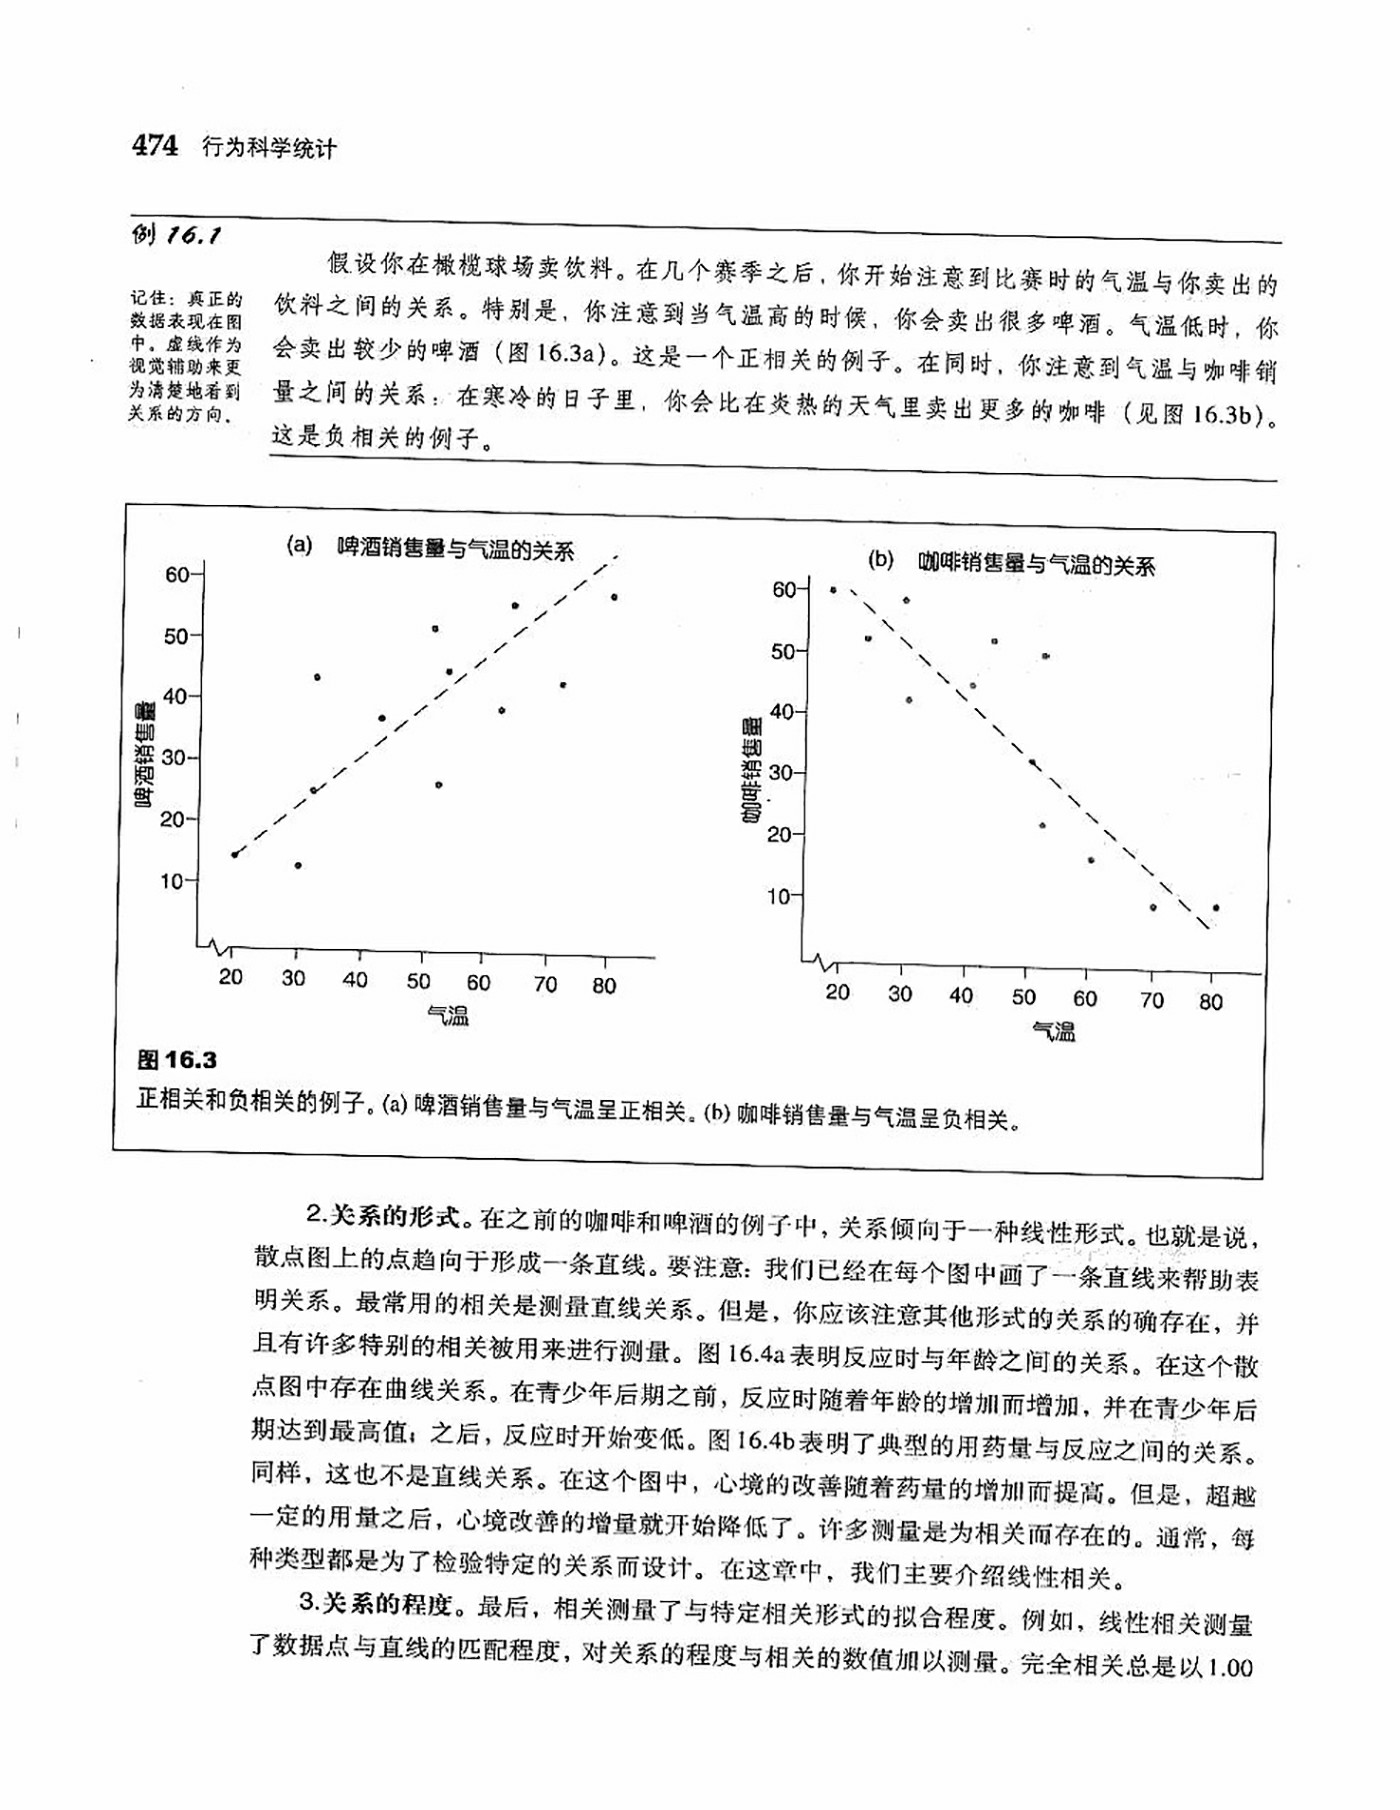 474 行为科学统计
例 16.1
假设你在橄榄球场卖饮料。在几个赛季之后，你开始注意到比赛时的气温与你卖出的
饮料之间的关系。特别是，你注意到当气温高的时候，你会卖出很多啤酒。气温低时，你
会卖出较少的啤酒（图16.3a）。这是一个正相关的例子。在同时，你注意到气温与咖啡销
量之间的关系：在寒冷的日子里，你会比在炎热的天气里卖出更多的咖啡（见图16.3b）。
这是负相关的例子。
记住：真正的
数据表现在图
中。虚线作为
视觉辅助来更
为清楚地看到
关系的方向。
(a) 啤酒销售量与气温的关系
60
50
40
30
20
10
啤酒销售量
20 30 40 50 60 70 80
气温
(b) 咖啡销售量与气温的关系
60
50
40
30
20
10
咖啡销售量
20 30 40 50 60 70 80
气温
图16.3
正相关和负相关的例子。(a) 啤酒销售量与气温呈正相关。(b) 咖啡销售量与气温呈负相关。
2.关系的形式。在之前的咖啡和啤酒的例子中，关系倾向于一种线性形式。也就是说，
散点图上的点趋向于形成一条直线。要注意：我们已经在每个图中画了一条直线来帮助表
明关系。最常用的相关是测量直线关系。但是，你应该注意其他形式的关系的确存在，并
且有许多特别的相关被用来进行测量。图16.4a表明反应时与年龄之间的关系。在这个散
点图中存在曲线关系。在青少年后期之前，反应时随着年龄的增加而增加，并在青少年后
期达到最高值；之后，反应时开始变低。图16.4b表明了典型的用药量与反应之间的关系。
同样，这也不是直线关系。在这个图中，心境的改善随着药量的增加而提高。但是，超越
一定的用量之后，心境改善的增量就开始降低了。许多测量是为相关而存在的。通常，每
种类型都是为了检验特定的关系而设计。在这章中，我们主要介绍线性相关。
3.关系的程度。最后，相关测量了与特定相关形式的拟合程度。例如，线性相关测量
了数据点与直线的匹配程度，对关系的程度与相关的数值加以测量。完全相关总是以1.00